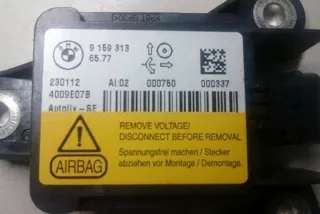 BMW
9 159 313
65.77
230112 AI:02 000750 000337
4009E07B
Autoliv-SE
REMOVE VOLTAGE/
DISCONNECT BEFORE REMOVAL
Spannungsfrei machen / Stecker
abziehen vor Montage / Demontage.
AIRBAG